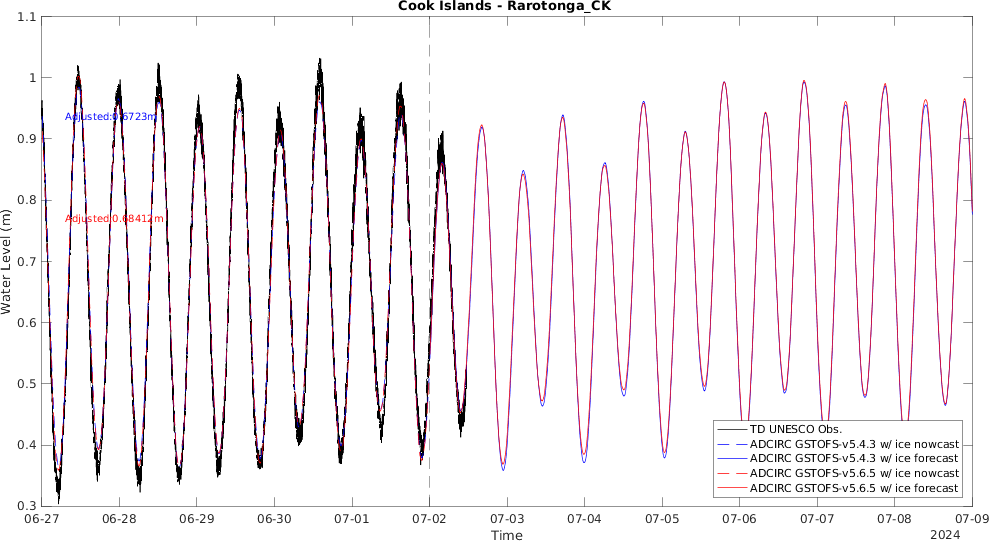 Cook Islands - Rarotonga_CK
1.1
1
0.9
0.8
0.7
0.6
0.5
0.4
0.3
Water Level (m)
Adjusted:0.6723m
Adjusted:0.68412m
TD UNESCO Obs.
ADCIRC GSTOFS-v5.4.3 w/ ice nowcast
ADCIRC GSTOFS-v5.4.3 w/ ice forecast
ADCIRC GSTOFS-v5.6.5 w/ ice nowcast
ADCIRC GSTOFS-v5.6.5 w/ ice forecast
06-27 06-28 06-29 06-30 07-01 07-02 07-03 07-04 07-05 07-06 07-07 07-08 07-09
Time
2024